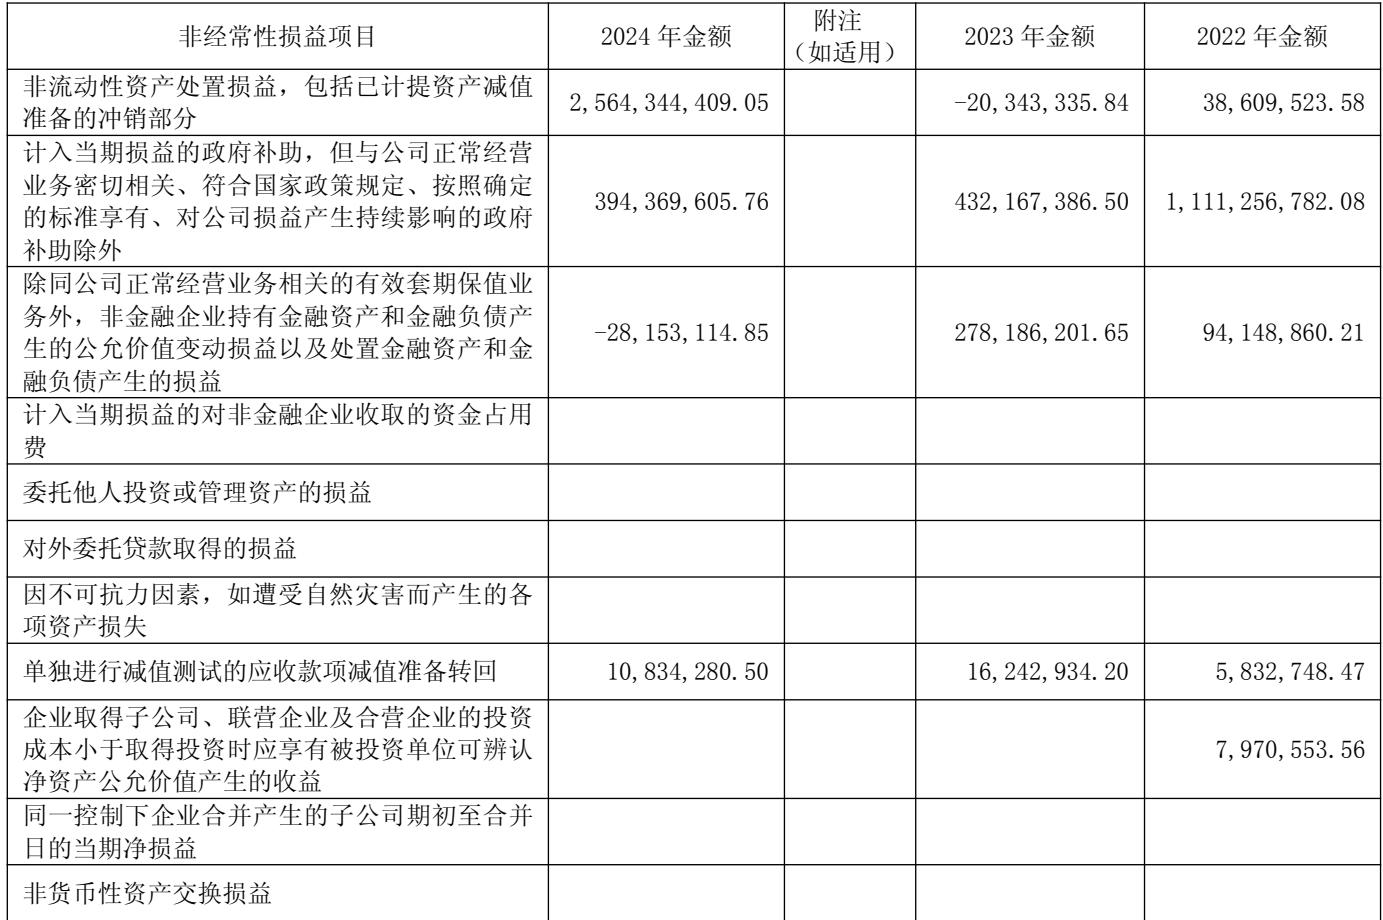 非经常性损益项目 2024 年金额 附注（如适用） 2023 年金额 2022 年金额
非流动性资产处置损益，包括已计提资产减值
准备的冲销部分
2,564,344,409.05 -20,343,335.84 38,609,523.58
计入当期损益的政府补助，但与公司正常经营
业务密切相关、符合国家政策规定、按照确定
的标准享有、对公司损益产生持续影响的政府
补助除外
394,369,605.76 432,167,386.50 1,111,256,782.08
除同公司正常经营业务相关的有效套期保值业
务外，非金融企业持有金融资产和金融负债产
生的公允价值变动损益以及处置金融资产和金
融负债产生的损益
-28,153,114.85 278,186,201.65 94,148,860.21
计入当期损益的对非金融企业收取的资金占用
费
委托他人投资或管理资产的损益
对外委托贷款取得的损益
因不可抗力因素，如遭受自然灾害而产生的各
项资产损失
单独进行减值测试的应收款项减值准备转回 10,834,280.50 16,242,934.20 5,832,748.47
企业取得子公司、联营企业及合营企业的投资
成本小于取得投资时应享有被投资单位可辨认
净资产公允价值产生的收益
7,970,553.56
同一控制下企业合并产生的子公司期初至合并
日的当期净损益
非货币性资产交换损益